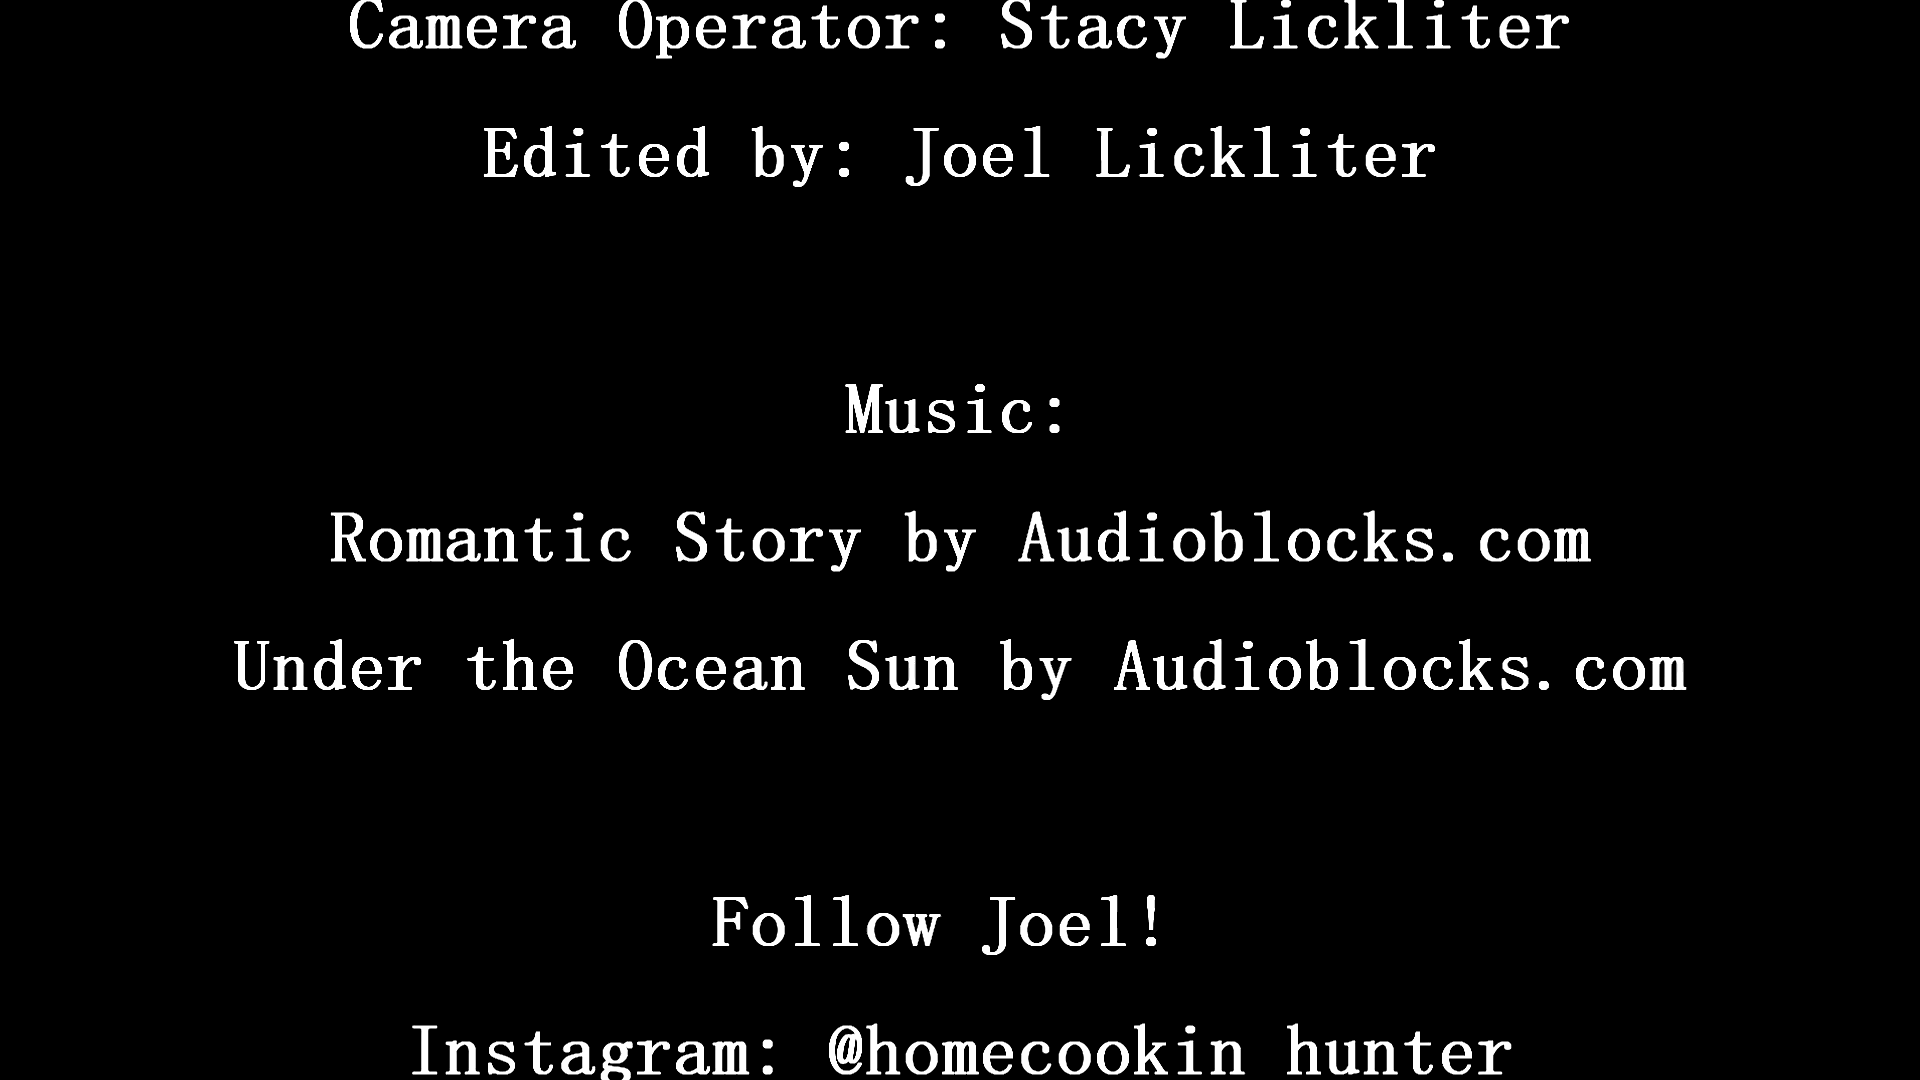 Camera Operator: Stacy Lickliter
Edited by: Joel Lickliter
Music:
Romantic Story by Audioblocks.com
Under the Ocean Sun by Audioblocks.com
Follow Joel!
Instagram: @homecookin hunter